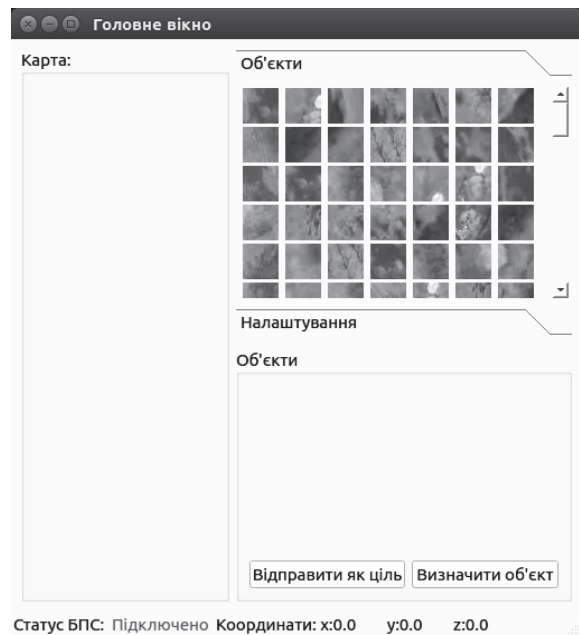 Головне вікно
Карта:
Об'єкти
Налаштування
Об'єкти
Відправити як ціль Визначити об'єкт
Статус БПС: Підключено Координати: x:0.0 y:0.0 z:0.0